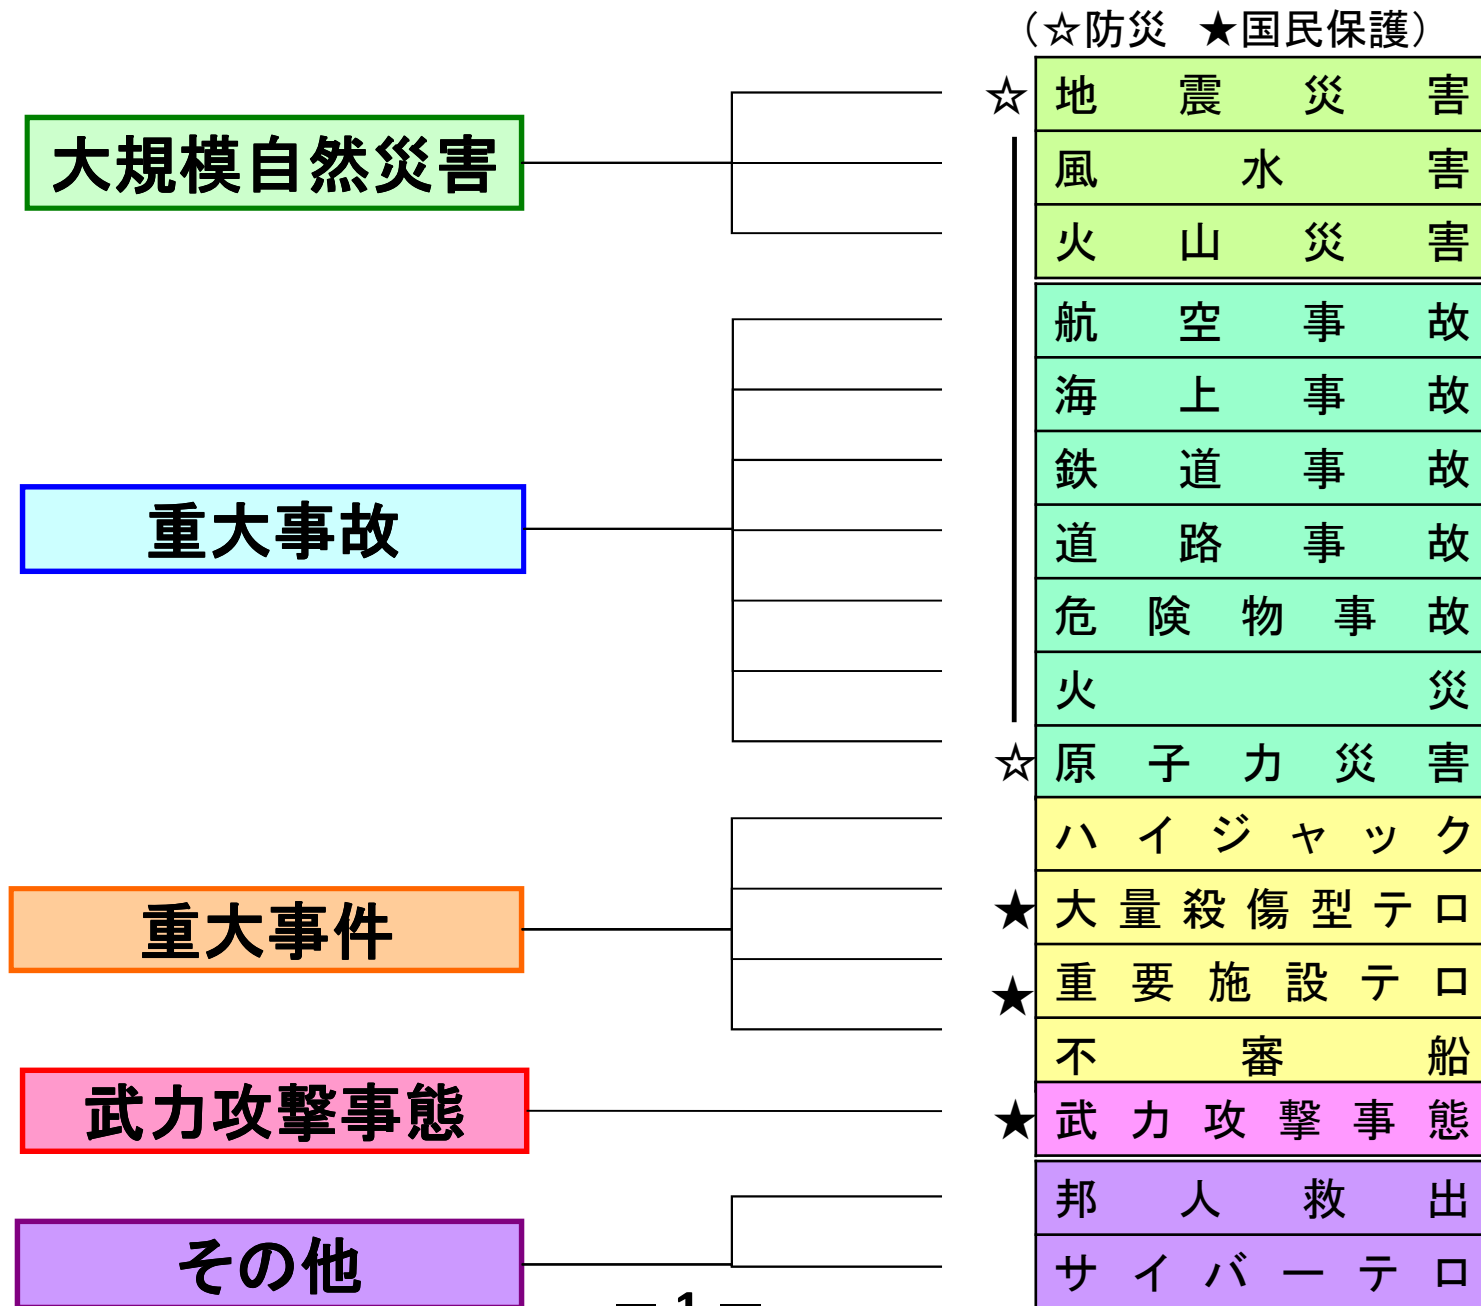 （☆防災　★国民保護）
大規模自然災害
☆ 地震災害
風水害
火山災害
重大事故
航空事故
海上事故
鉄道事故
道路事故
危険物事故
火災
☆ 原子力災害
重大事件
ハイジャック
★ 大量殺傷型テロ
★ 重要施設テロ
不審船
武力攻撃事態
★ 武力攻撃事態
その他
邦人救出
サイバーテロ
― 1 ―